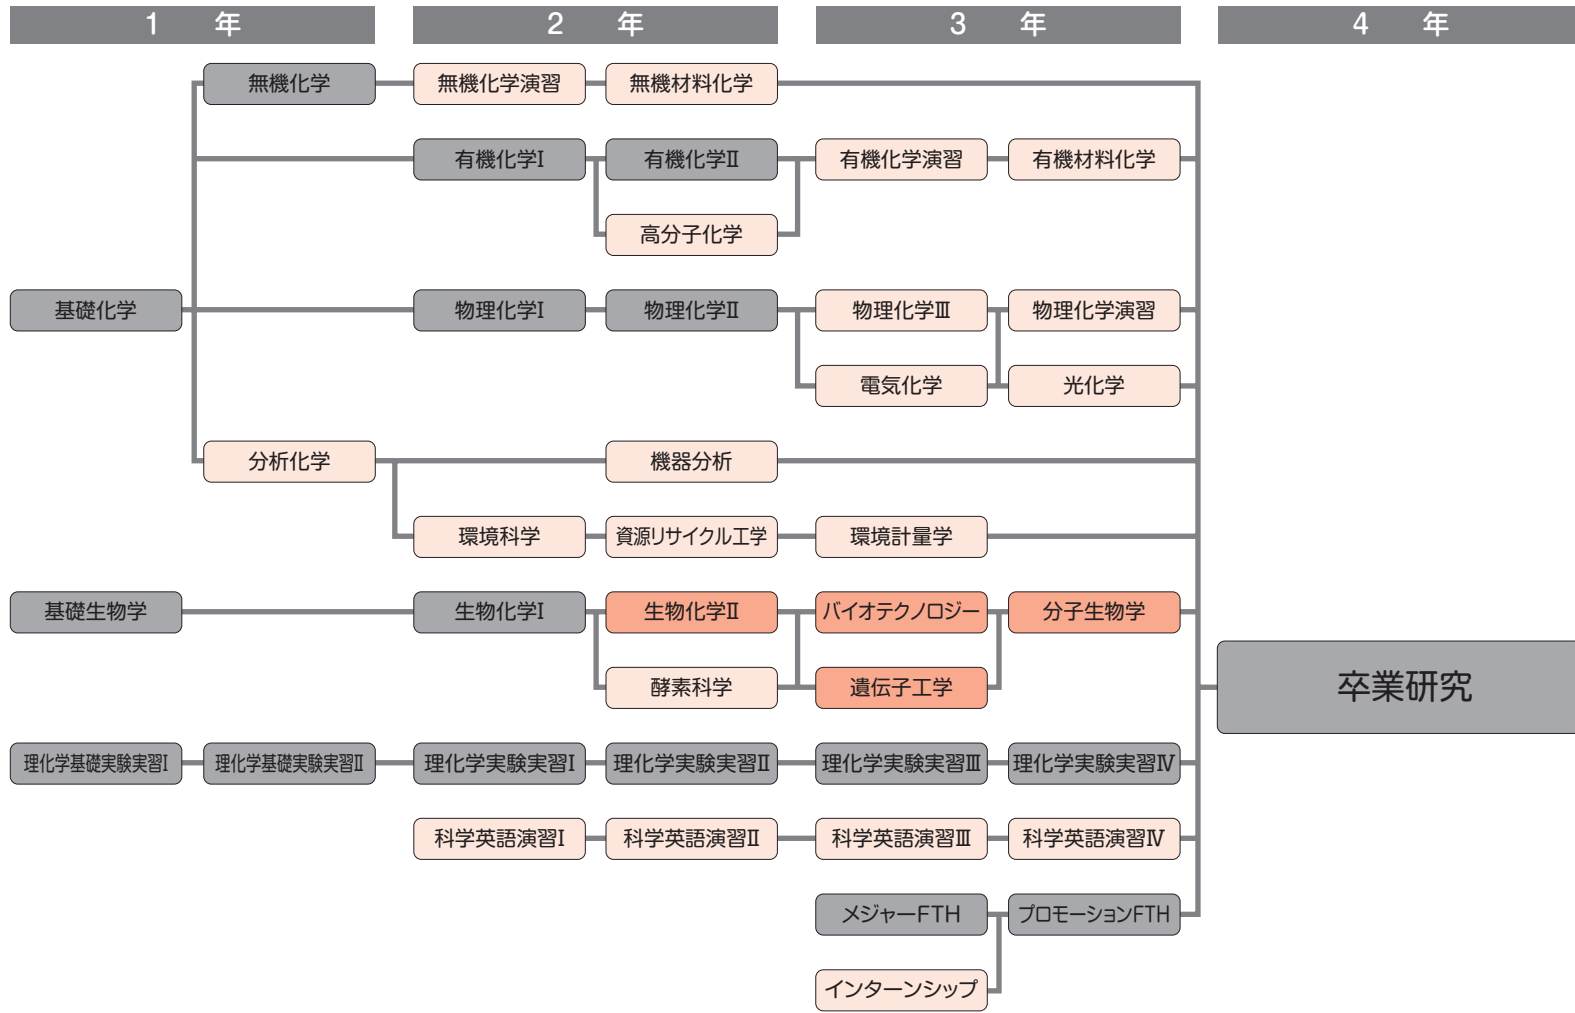 1 年 2 年 3 年 4 年
無機化学 無機化学演習 無機材料化学
有機化学Ⅰ 有機化学Ⅱ 有機化学演習 有機材料化学
高分子化学
基礎化学 物理化学Ⅰ 物理化学Ⅱ 物理化学Ⅲ 物理化学演習
電気化学 光化学
分析化学 機器分析
環境科学 資源リサイクル工学 環境計量学
基礎生物学 生物化学Ⅰ 生物化学Ⅱ バイオテクノロジー 分子生物学
酵素科学 遺伝子工学 卒業研究
理化学基礎実験実習Ⅰ 理化学基礎実験実習Ⅱ 理化学実験実習Ⅰ 理化学実験実習Ⅱ 理化学実験実習Ⅲ 理化学実験実習Ⅳ
科学英語演習Ⅰ 科学英語演習Ⅱ 科学英語演習Ⅲ 科学英語演習Ⅳ
メジャーFTH プロモーションFTH
インターンシップ